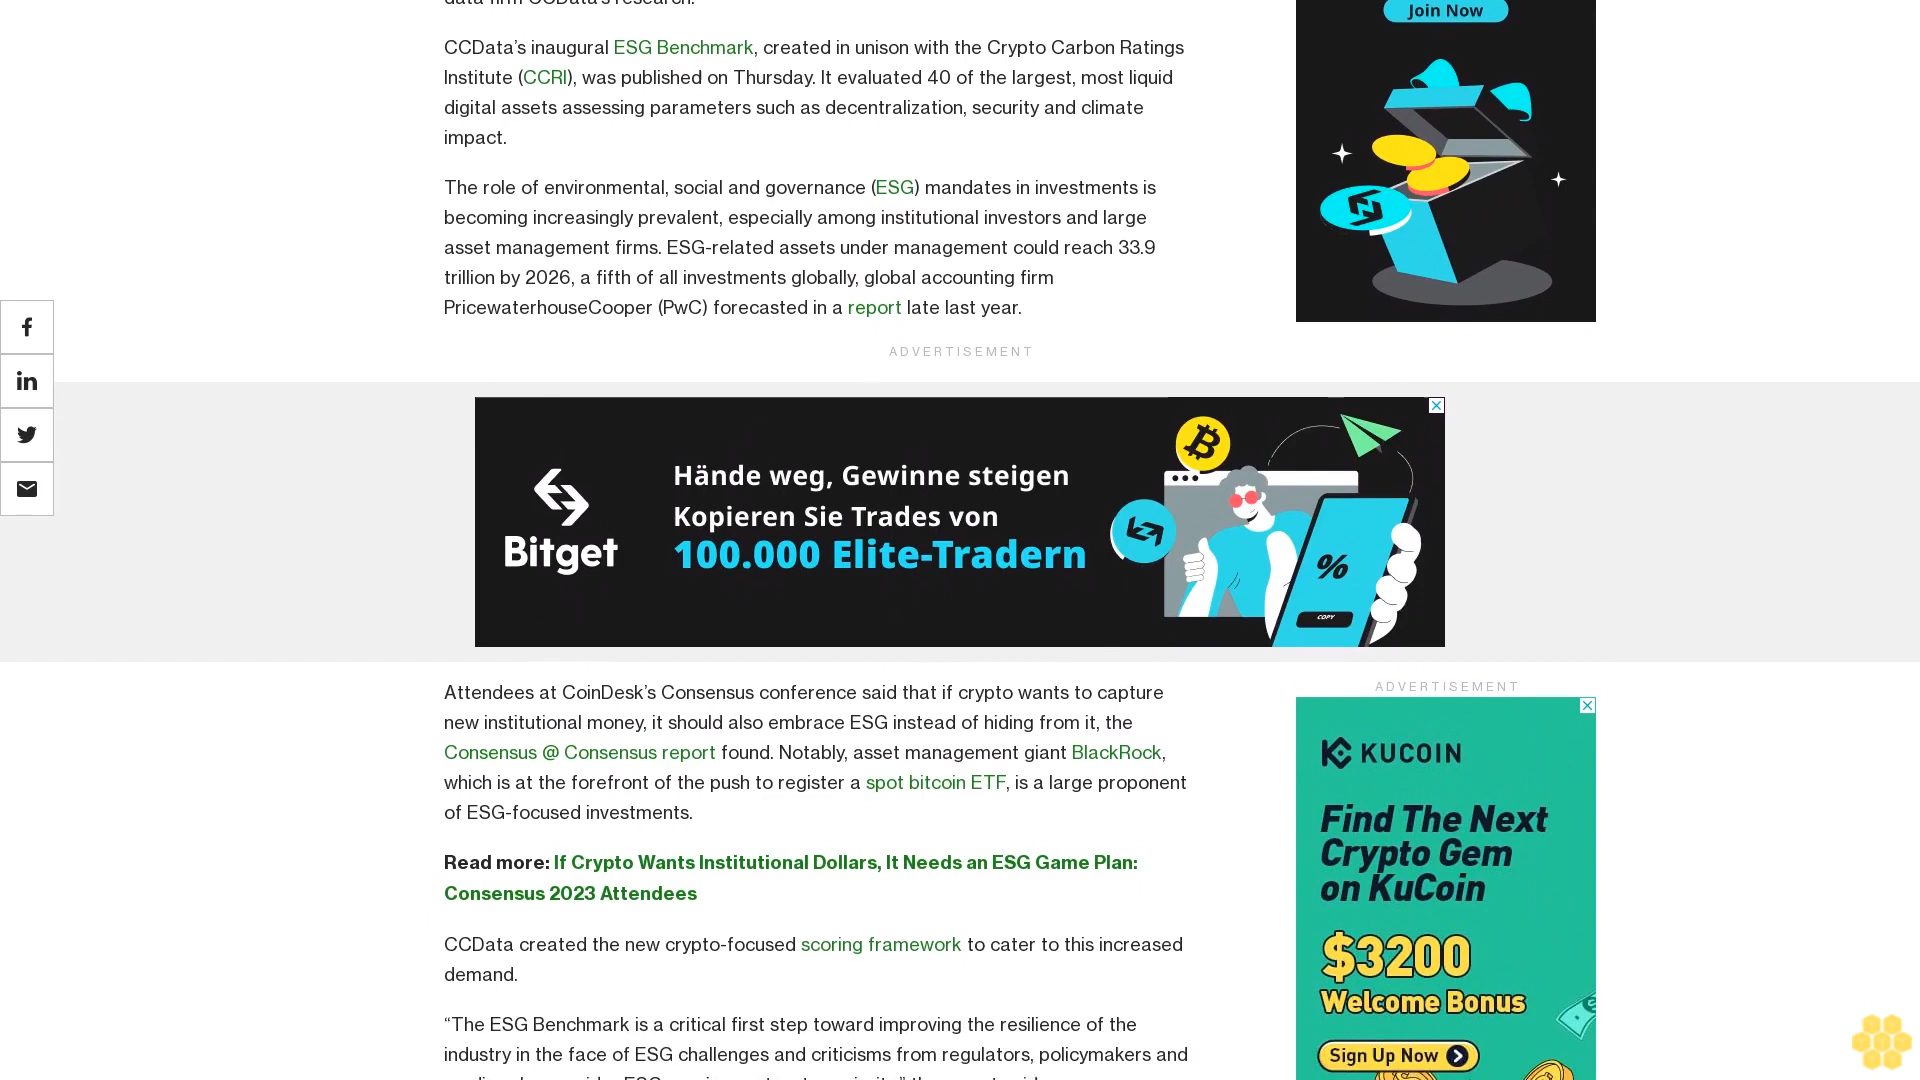 CCData’s inaugural ESG Benchmark, created in unison with the Crypto Carbon Ratings
Institute (CCRI), was published on Thursday. It evaluated 40 of the largest, most liquid
digital assets assessing parameters such as decentralization, security and climate
impact.
The role of environmental, social and governance (ESG) mandates in investments is
becoming increasingly prevalent, especially among institutional investors and large
asset management firms. ESG-related assets under management could reach 33.9
trillion by 2026, a fifth of all investments globally, global accounting firm
PricewaterhouseCooper (PwC) forecasted in a report late last year.
Join Now
ADVERTISEMENT
Bitget
Hände weg, Gewinne steigen
Kopieren Sie Trades von
100.000 Elite-Tradern
%
COPY
Attendees at CoinDesk’s Consensus conference said that if crypto wants to capture
new institutional money, it should also embrace ESG instead of hiding from it, the
Consensus @ Consensus report found. Notably, asset management giant BlackRock,
which is at the forefront of the push to register a spot bitcoin ETF, is a large proponent
of ESG-focused investments.
Read more: If Crypto Wants Institutional Dollars, It Needs an ESG Game Plan:
Consensus 2023 Attendees
CCData created the new crypto-focused scoring framework to cater to this increased
demand.
“The ESG Benchmark is a critical first step toward improving the resilience of the
industry in the face of ESG challenges and criticisms from regulators, policymakers and
ADVERTISEMENT
KUCOIN
Find The Next
Crypto Gem
on KuCoin
$3200
Welcome Bonus
Sign Up Now